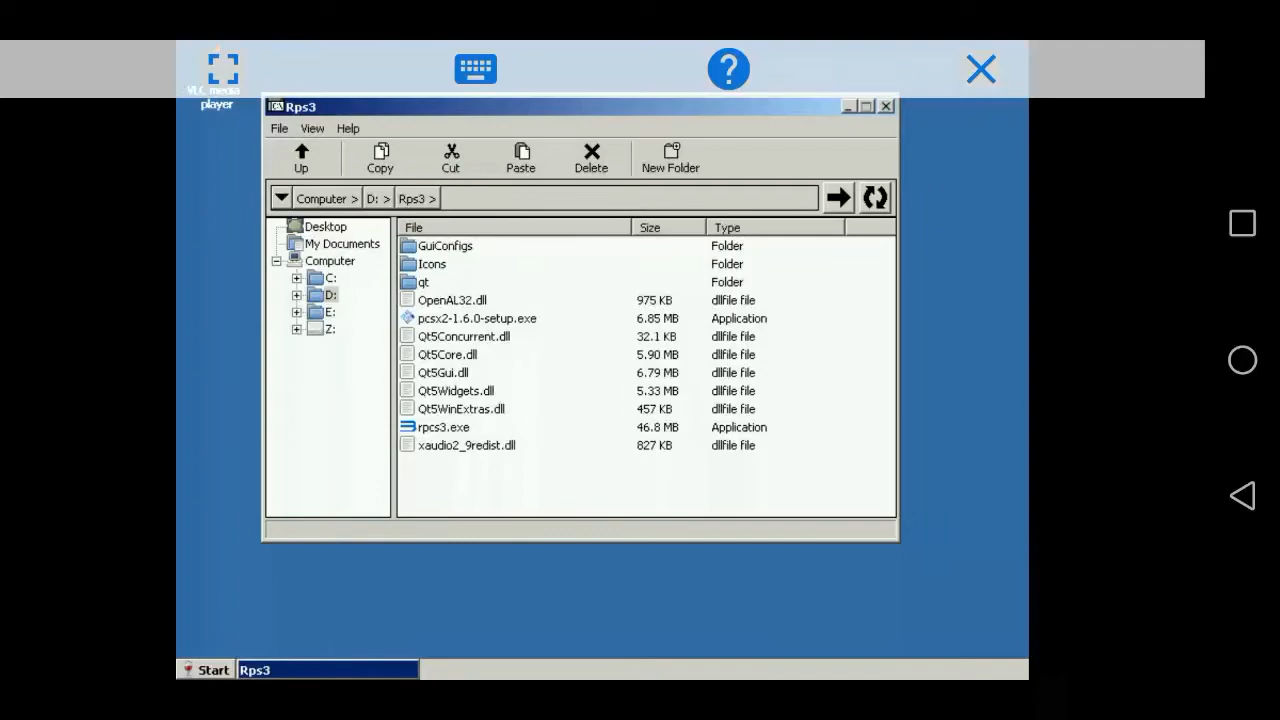 VLC media
player
Rps3
File View Help
Up Copy Cut Paste Delete New Folder
Computer > D: > Rps3 >
Desktop
My Documents
Computer
C:
D:
E:
Z:
File Size Type
GuiConfigs Folder
Icons Folder
qt Folder
OpenAL32.dll 975 KB dllfile file
pcsx2-1.6.0-setup.exe 6.85 MB Application
Qt5Concurrent.dll 32.1 KB dllfile file
Qt5Core.dll 5.90 MB dllfile file
Qt5Gui.dll 6.79 MB dllfile file
Qt5Widgets.dll 5.33 MB dllfile file
Qt5WinExtras.dll 457 KB dllfile file
rpcs3.exe 46.8 MB Application
xaudio2_9redist.dll 827 KB dllfile file
Start Rps3